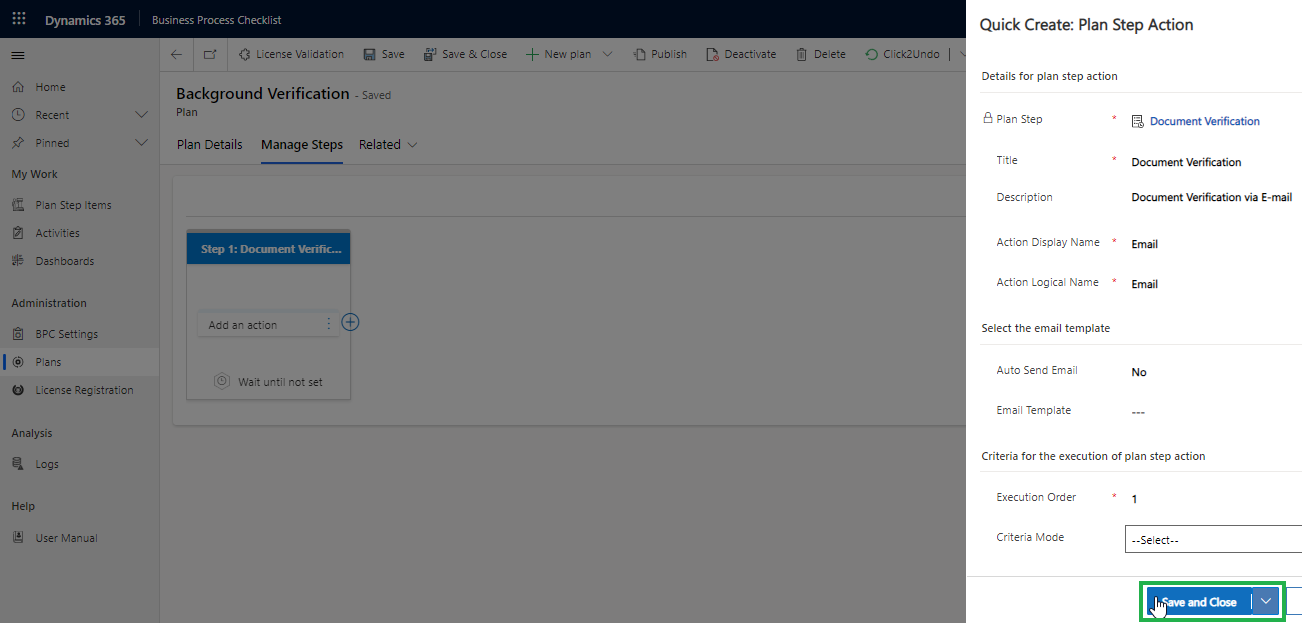 Dynamics 365
Business Process Checklist
Home
Recent
Pinned
My Work
Plan Step Items
Activities
Dashboards
Administration
BPC Settings
Plans
License Registration
Analysis
Logs
Help
User Manual
License Validation
Save
Save & Close
New plan
Publish
Deactivate
Delete
Click2Undo
Background Verification - Saved
Plan
Plan Details
Manage Steps
Related
Step 1: Document Verific...
Add an action
Wait until not set
Quick Create: Plan Step Action
Details for plan step action
Plan Step * Document Verification
Title * Document Verification
Description Document Verification via E-mail
Action Display Name * Email
Action Logical Name * Email
Select the email template
Auto Send Email No
Email Template ---
Criteria for the execution of plan step action
Execution Order * 1
Criteria Mode --Select--
Save and Close